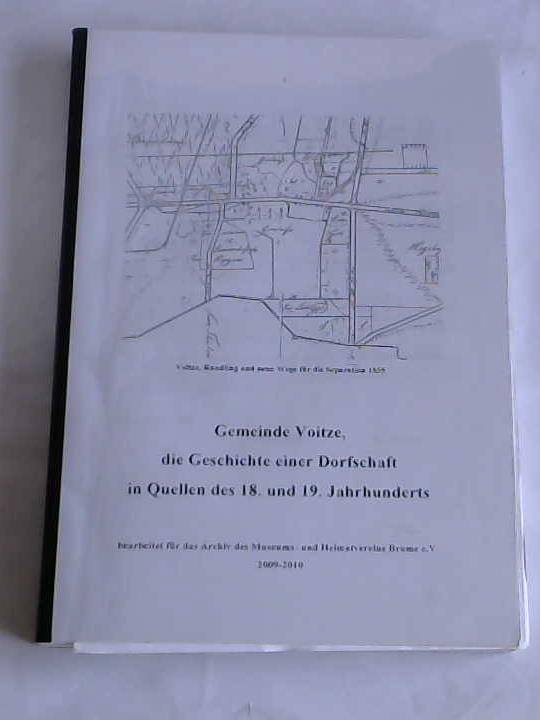 Voitze, Rundling und neue Wege für die Separation 1855
Gemeinde Voitze,
die Geschichte einer Dorfschaft
in Quellen des 18. und 19. Jahrhunderts
bearbeitet für das Archiv des Museums- und Heimatvereins Brome e.V
2009-2010